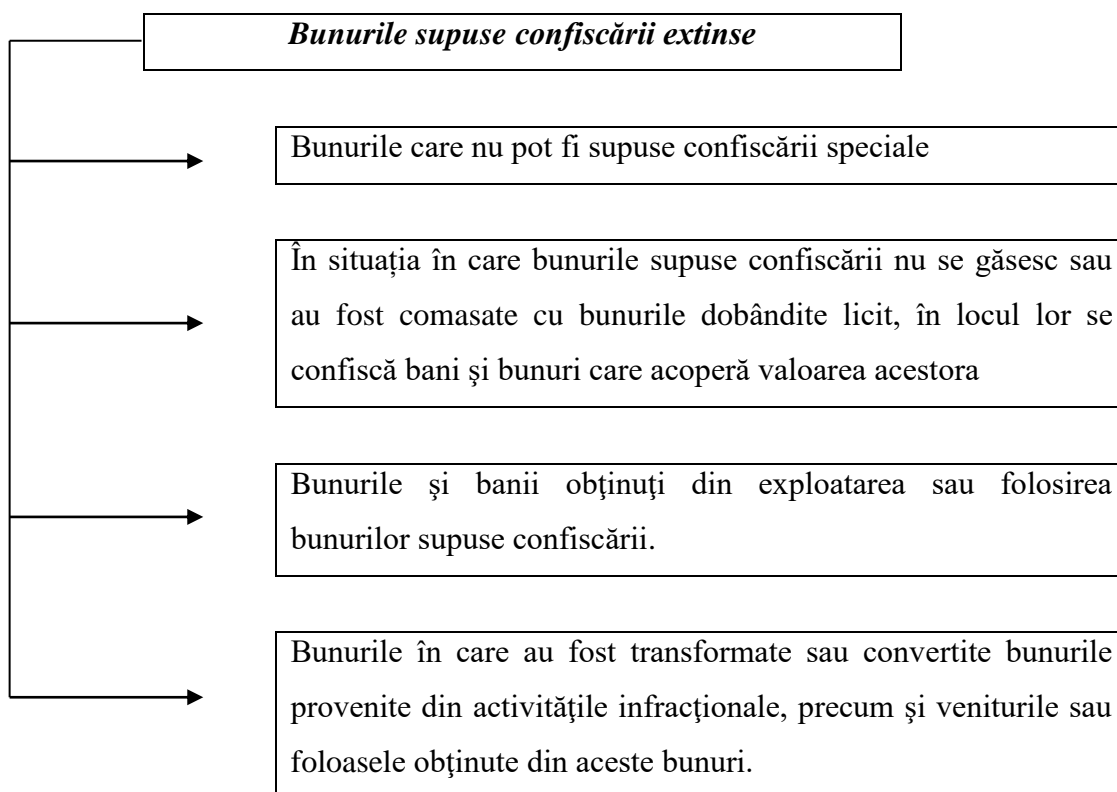 Bunurile supuse confiscării extinse
Bunurile care nu pot fi supuse confiscării speciale
În situația în care bunurile supuse confiscării nu se găsesc sau
au fost comasate cu bunurile dobândite licit, în locul lor se
confiscă bani şi bunuri care acoperă valoarea acestora
Bunurile şi banii obţinuţi din exploatarea sau folosirea
bunurilor supuse confiscării.
Bunurile în care au fost transformate sau convertite bunurile
provenite din activităţile infracţionale, precum şi veniturile sau
foloasele obţinute din aceste bunuri.